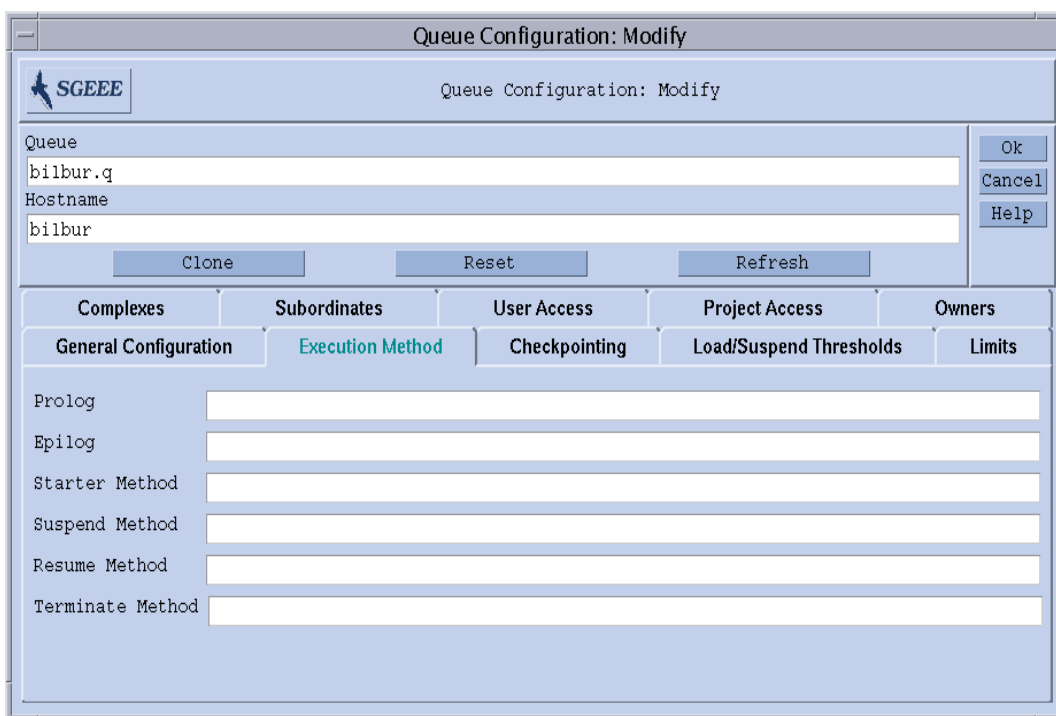 Queue Configuration: Modify
SGEEE
Queue Configuration: Modify
Queue
bilbur.q
Hostname
bilbur
Ok
Cancel
Help
Clone Reset Refresh
Complexes Subordinates User Access Project Access Owners
General Configuration Execution Method Checkpointing Load/Suspend Thresholds Limits
Prolog
Epilog
Starter Method
Suspend Method
Resume Method
Terminate Method